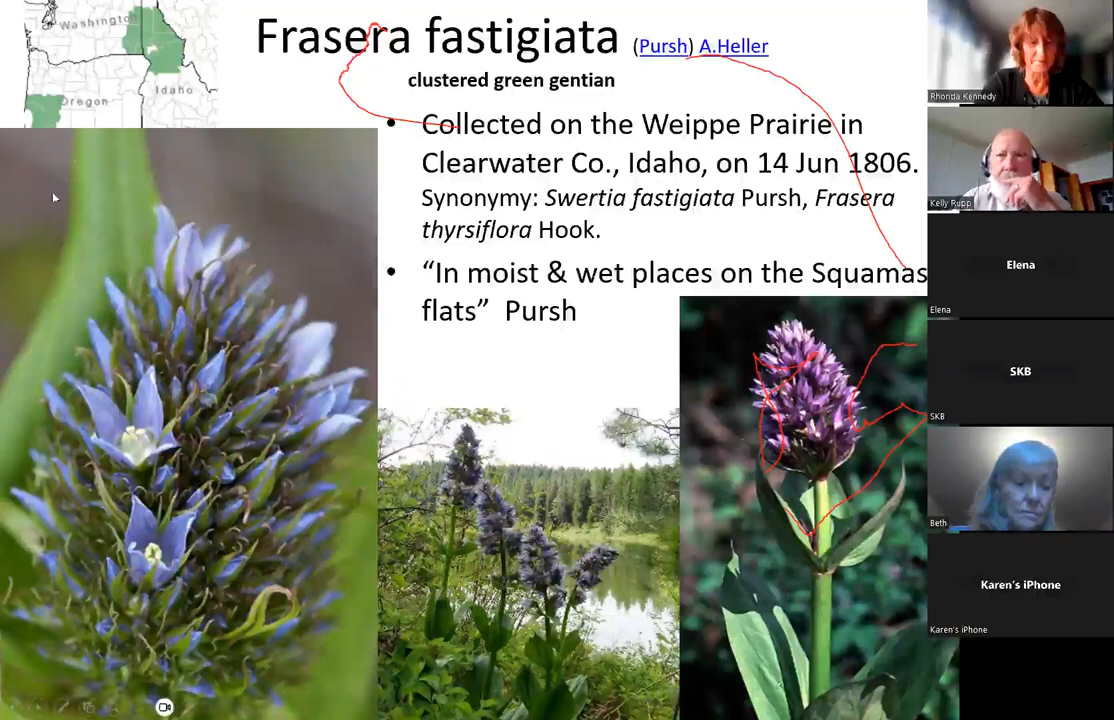 Washington
Oregon
Idaho
Frasera fastigiata (Pursh) A.Heller
clustered green gentian
• Collected on the Weippe Prairie in
Clearwater Co., Idaho, on 14 Jun 1806.
Synonymy: Swertia fastigiata Pursh, Frasera
thyrsiflora Hook.
• “In moist & wet places on the Squamas
flats” Pursh
Rhonda Kennedy
Kelly Rupp
Elena
Elena
SKB
SKB
Beth
Karen's iPhone
Karen's iPhone